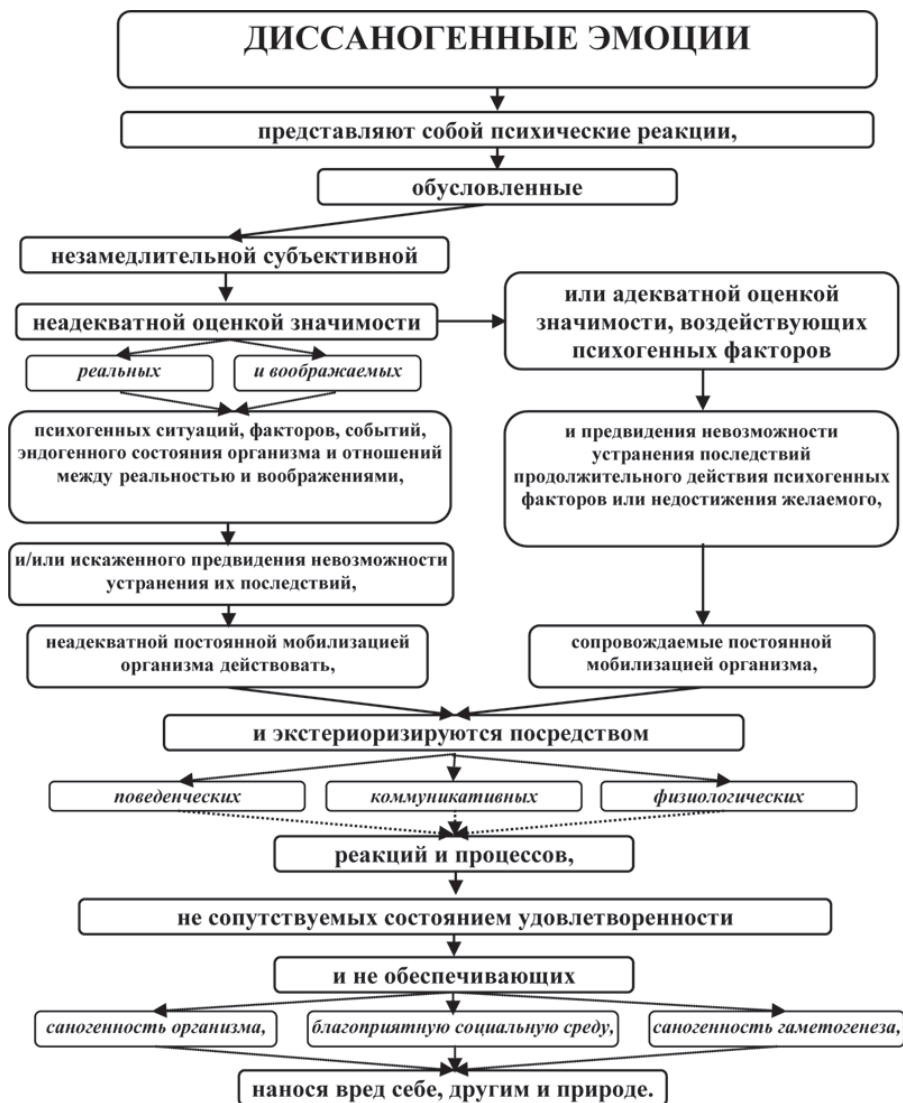 ДИССАНОГЕННЫЕ ЭМОЦИИ
представляют собой психические реакции,
обусловленные
незамедлительной субъективной
неадекватной оценкой значимости
или адекватной оценкой
значимости, воздействующих
психогенных факторов
реальных
и воображаемых
психогенных ситуаций, факторов, событий,
эндогенного состояния организма и отношений
между реальностью и воображениями,
и предвидения невозможности
устранения последствий
продолжительного действия психогенных
факторов или недостижения желаемого,
и/или искаженного предвидения невозможности
устранения их последствий,
неадекватной постоянной мобилизацией
организма действовать,
сопровождаемые постоянной
мобилизацией организма,
и экстериоризируются посредством
поведенческих
коммуникативных
физиологических
реакций и процессов,
не сопутствуемых состоянием удовлетворенности
и не обеспечивающих
саногенность организма,
благоприятную социальную среду,
саногенность гаметогенеза,
нанося вред себе, другим и природе.